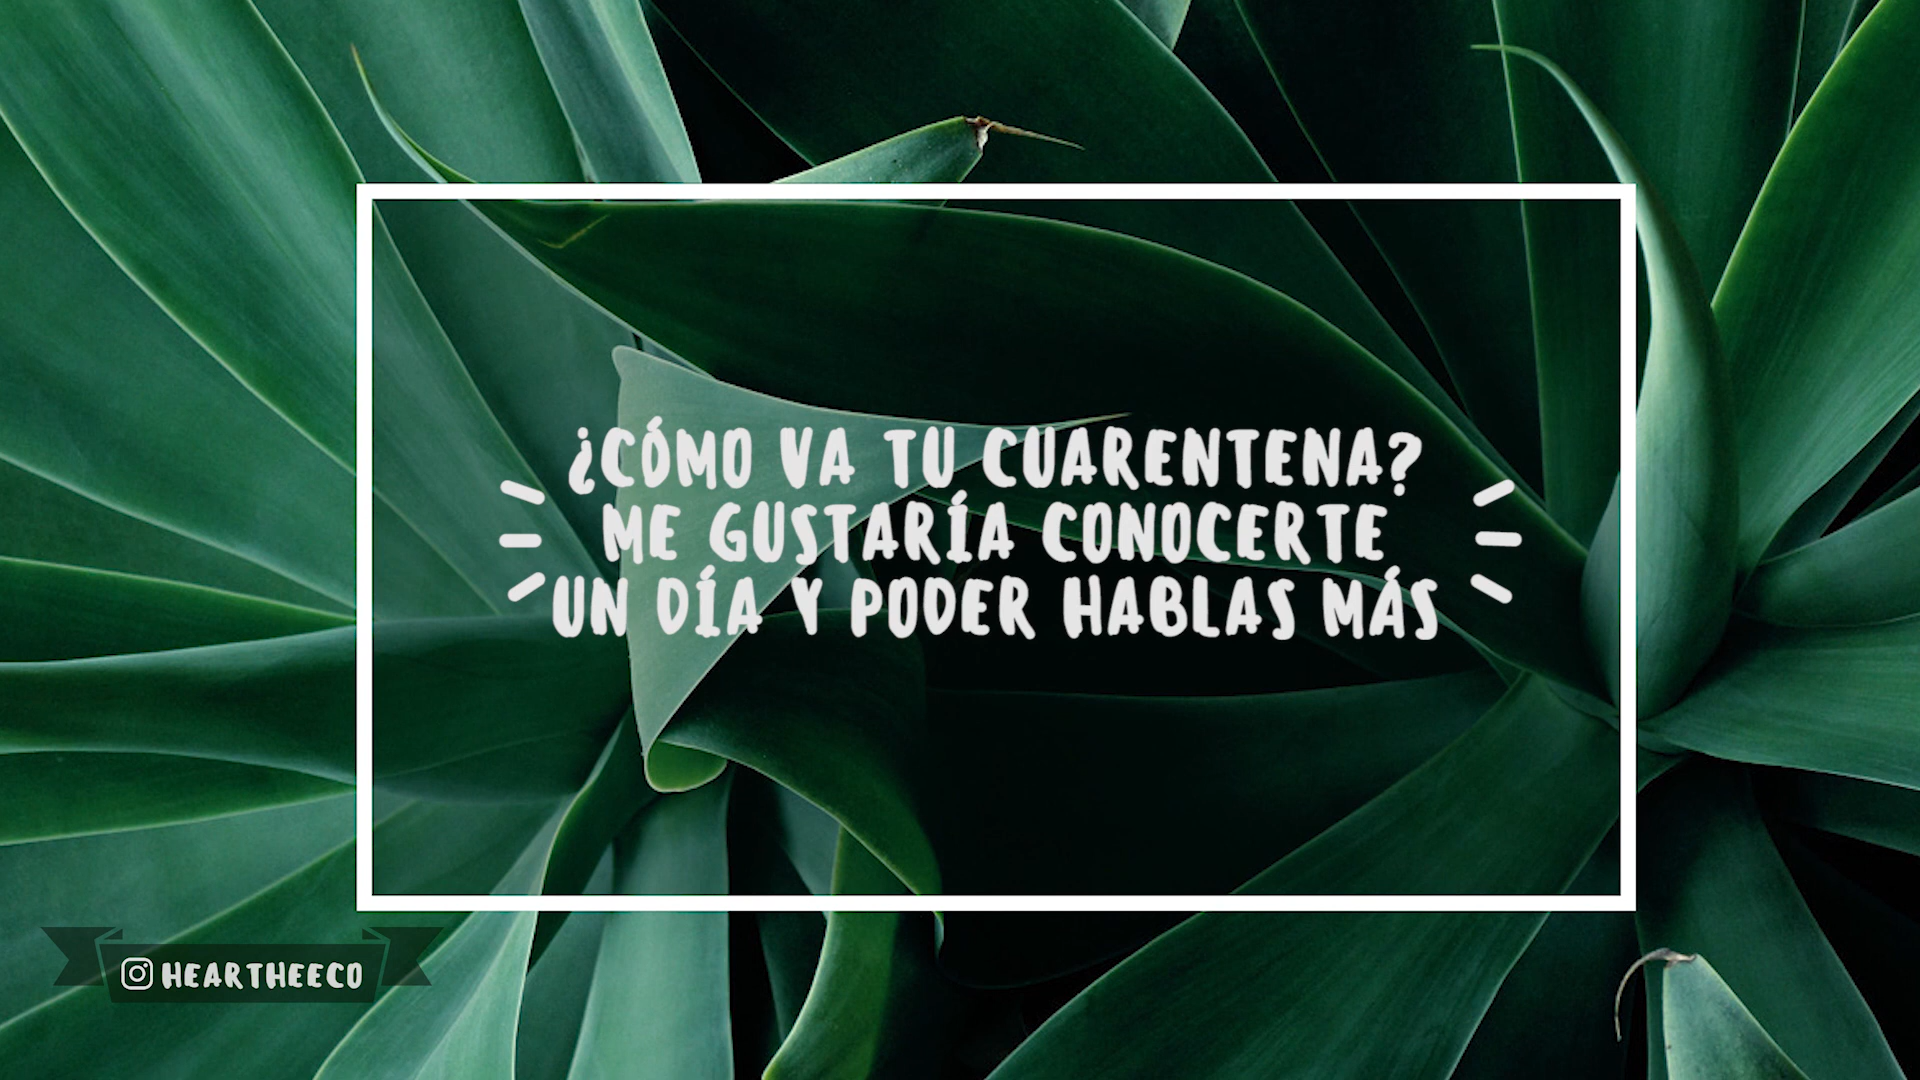 ¿CÓMO VA TU CUARENTENA?
ME GUSTARÍA CONOCERTE
UN DÍA Y PODER HABLAS MÁS
HEARTHEECO